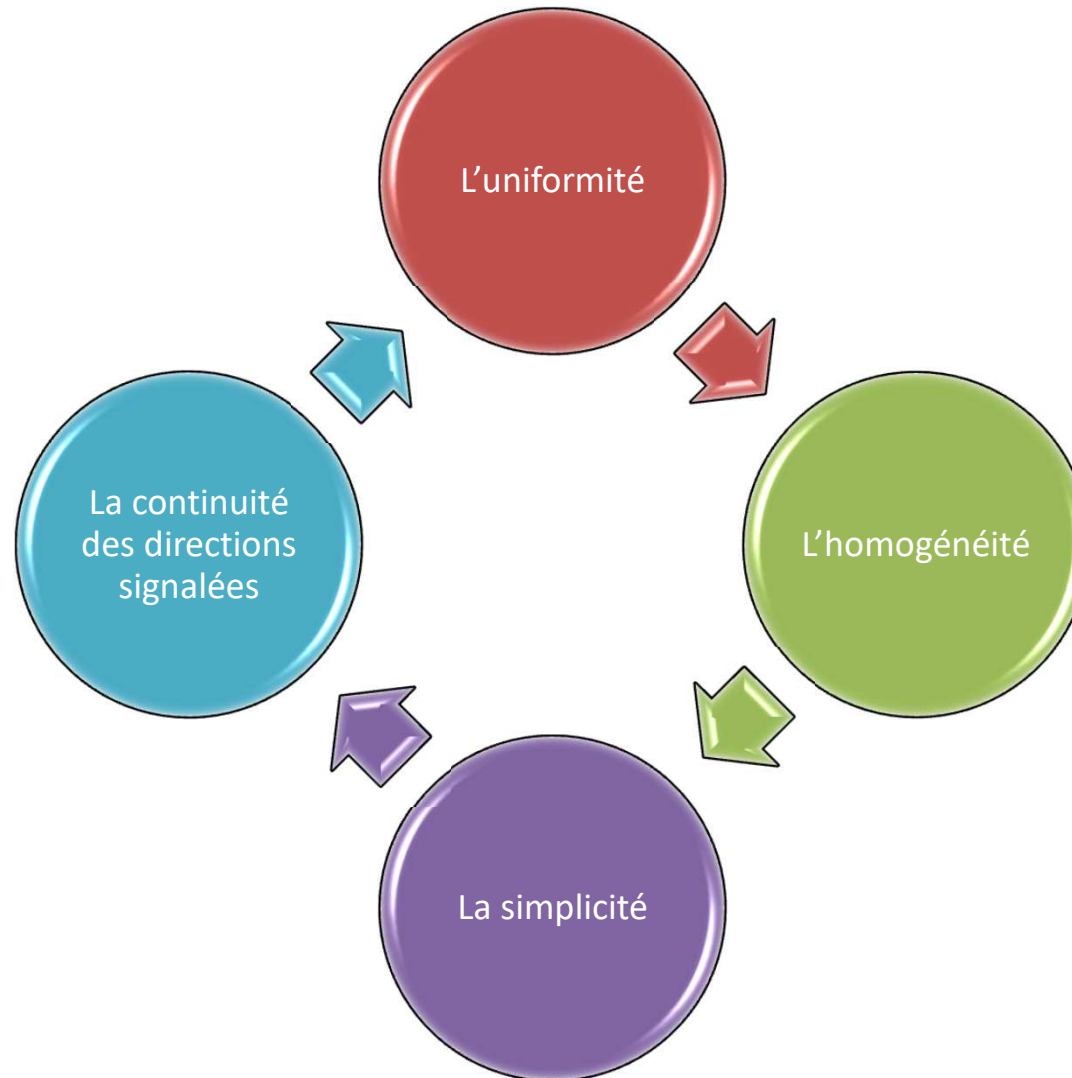 L’uniformité
L’homogénéité
La simplicité
La continuité
des directions
signalées